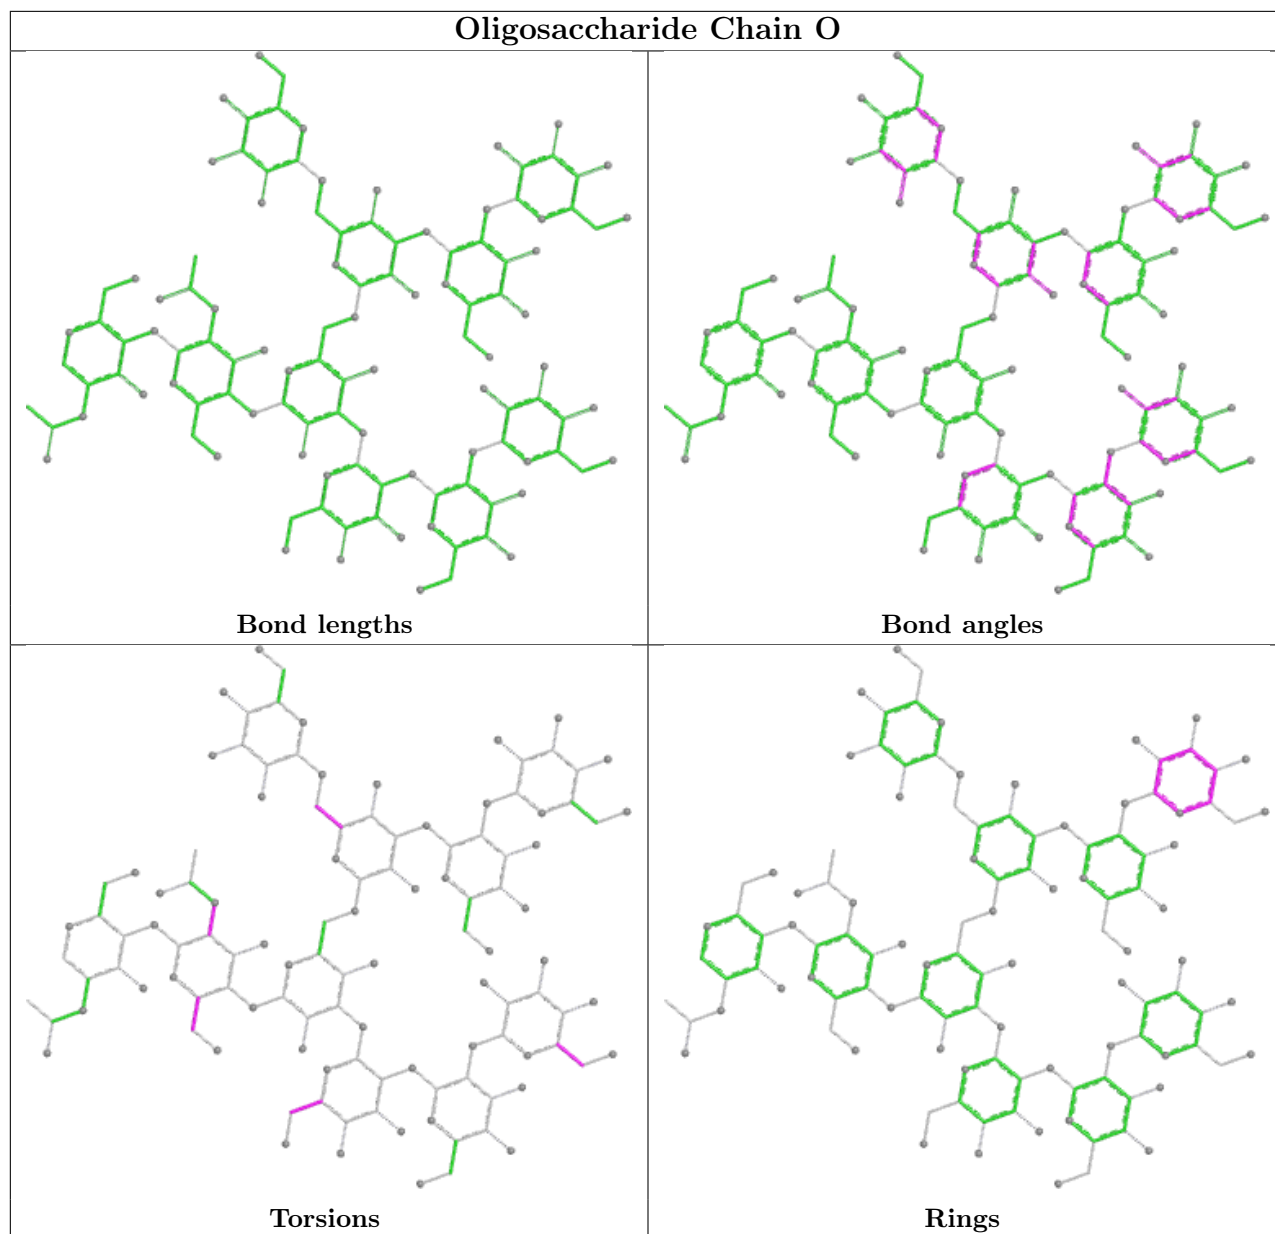 Oligosaccharide Chain O
Bond lengths
Bond angles
Torsions
Rings